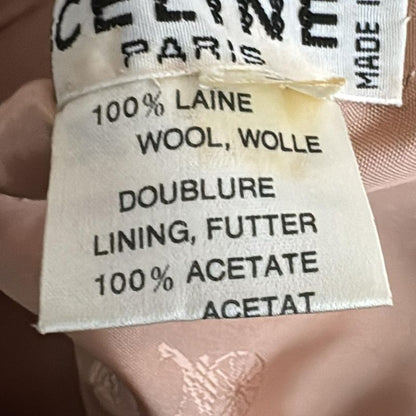 CELINE
PARIS
MADE
100% LAINE
WOOL, WOLLE
DOUBLURE
LINING, FUTTER
100% ACETATE
ACETAT